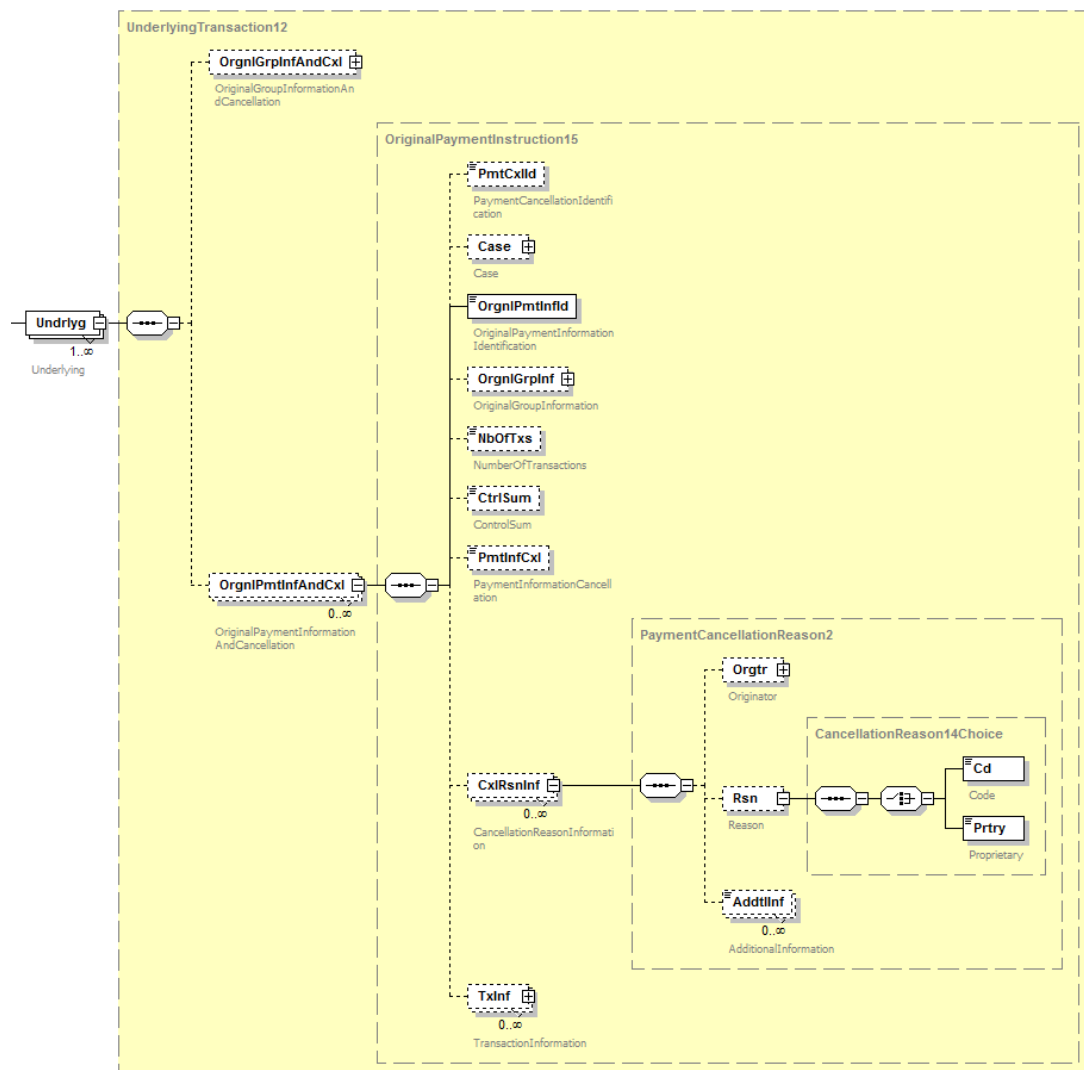 UnderlyingTransaction12
OrgnlGrpInfAndCxl
OriginalGroupInformationAn
dCancellation
OriginalPaymentInstruction15
PmtCxlId
PaymentCancellationIdentifi
cation
Case
Case
OrgnlPmtInfId
OriginalPaymentInformation
Identification
Undrlyg
1..∞
Underlying
OrgnlGrpInf
OriginalGroupInformation
NbOfTxs
NumberOfTransactions
CtrlSum
ControlSum
PmtInfCxl
PaymentInformationCancell
ation
OrgnlPmtInfAndCxl
0..∞
OriginalPaymentInformation
AndCancellation
PaymentCancellationReason2
Orgtr
Originator
CancellationReason14Choice
Cd
Code
CxlRsnInf
0..∞
CancellationReasonInformati
on
Rsn
Reason
Prtry
Proprietary
AddtlInf
0..∞
AdditionalInformation
TxInf
0..∞
TransactionInformation